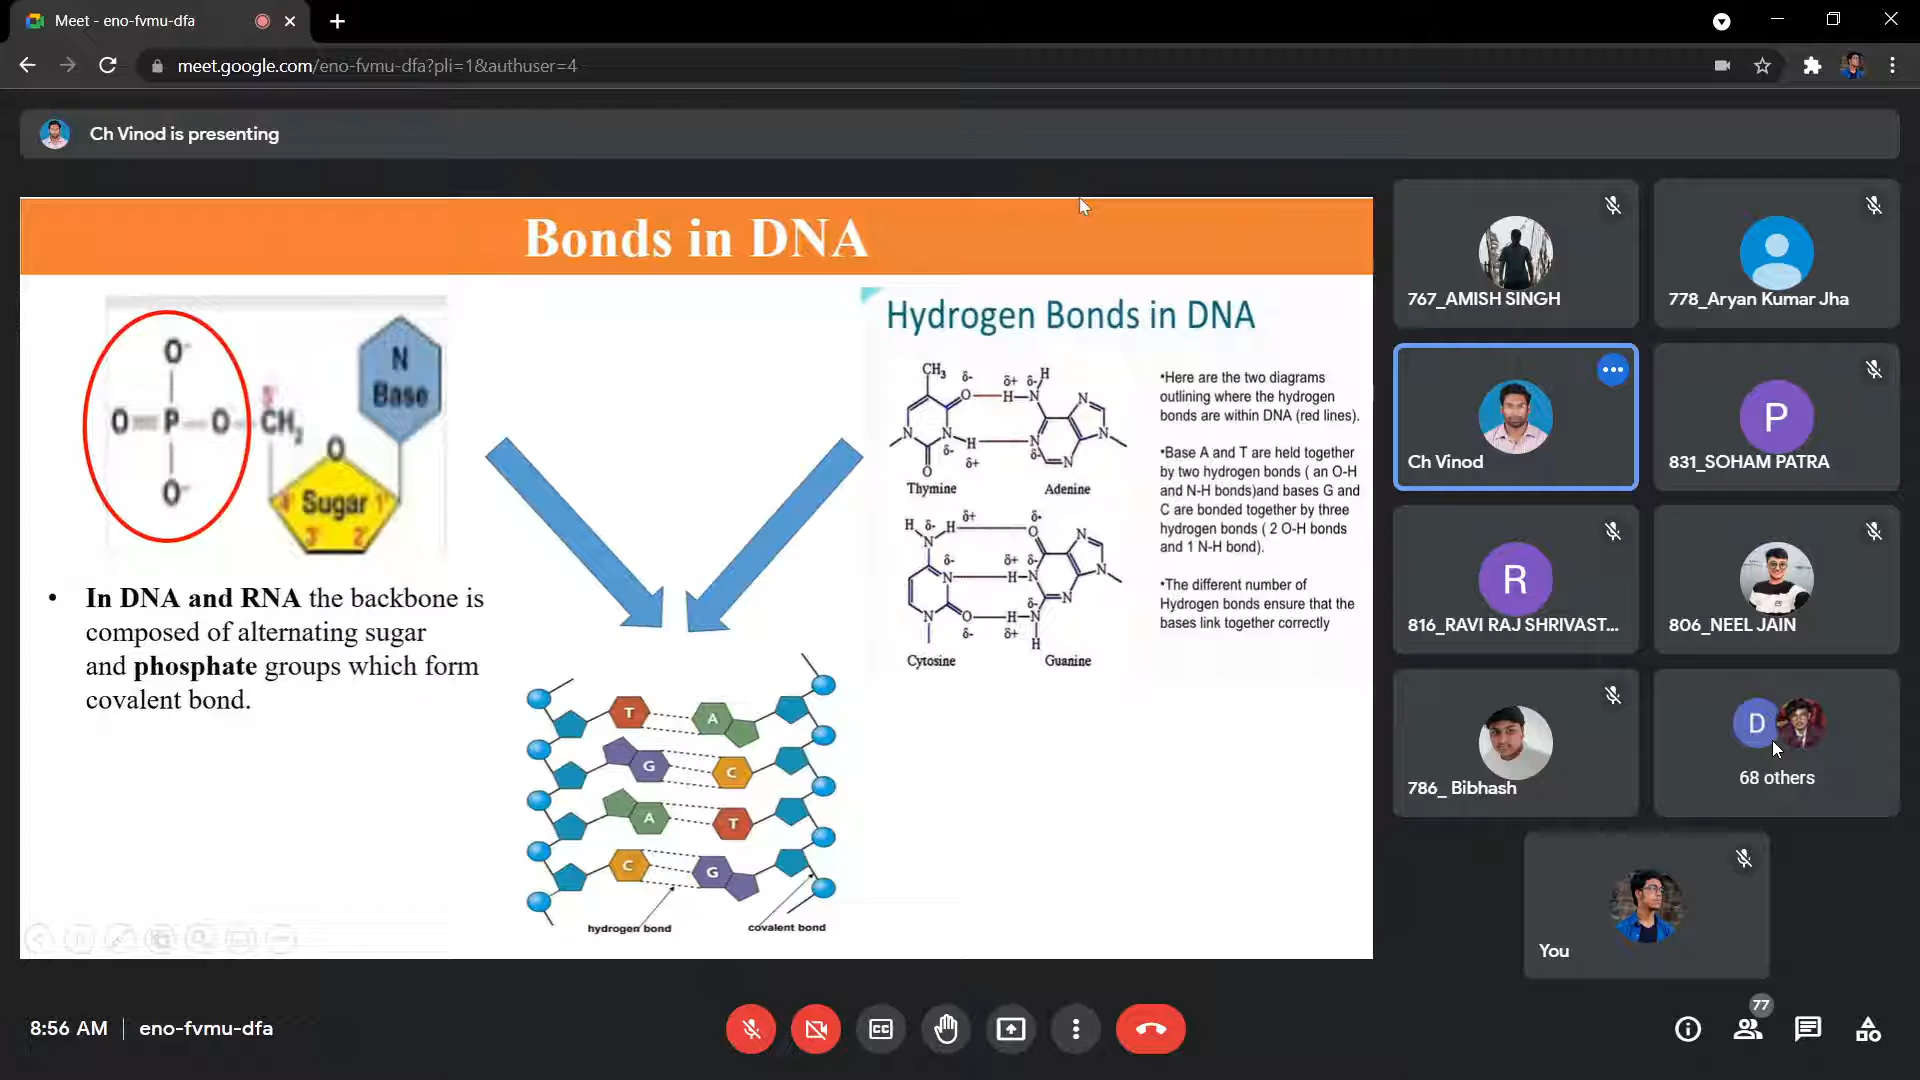 Meet - eno-fvmu-dfa
meet.google.com/eno-fvmu-dfa?pli=1&authuser=4
Ch Vinod is presenting
Bonds in DNA
O-
O = P - O - CH2
O-
5'
N
Base
O
Sugar
4'
1'
3'
2'
• In DNA and RNA the backbone is
composed of alternating sugar
and phosphate groups which form
covalent bond.
Hydrogen Bonds in DNA
CH3 δ- δ+ δ- H
O H N N
N H N N
δ- δ+ δ- N
O
Thymine Adenine
H δ- H δ+ δ- O N
N
δ- δ+ δ-
N H N N
N O H N N
δ- δ+ δ- H
Cytosine Guanine
•Here are the two diagrams
outlining where the hydrogen
bonds are within DNA (red lines).
•Base A and T are held together
by two hydrogen bonds ( an O-H
and N-H bonds)and bases G and
C are bonded together by three
hydrogen bonds ( 2 O-H bonds
and 1 N-H bond).
•The different number of
Hydrogen bonds ensure that the
bases link together correctly
T A
G C
A T
C G
hydrogen bond
covalent bond
767_AMISH SINGH
778_Aryan Kumar Jha
Ch Vinod
P
831_SOHAM PATRA
R
816_RAVI RAJ SHRIVAST...
806_NEEL JAIN
786_ Bibhash
D
68 others
You
8:56 AM | eno-fvmu-dfa
CC
77